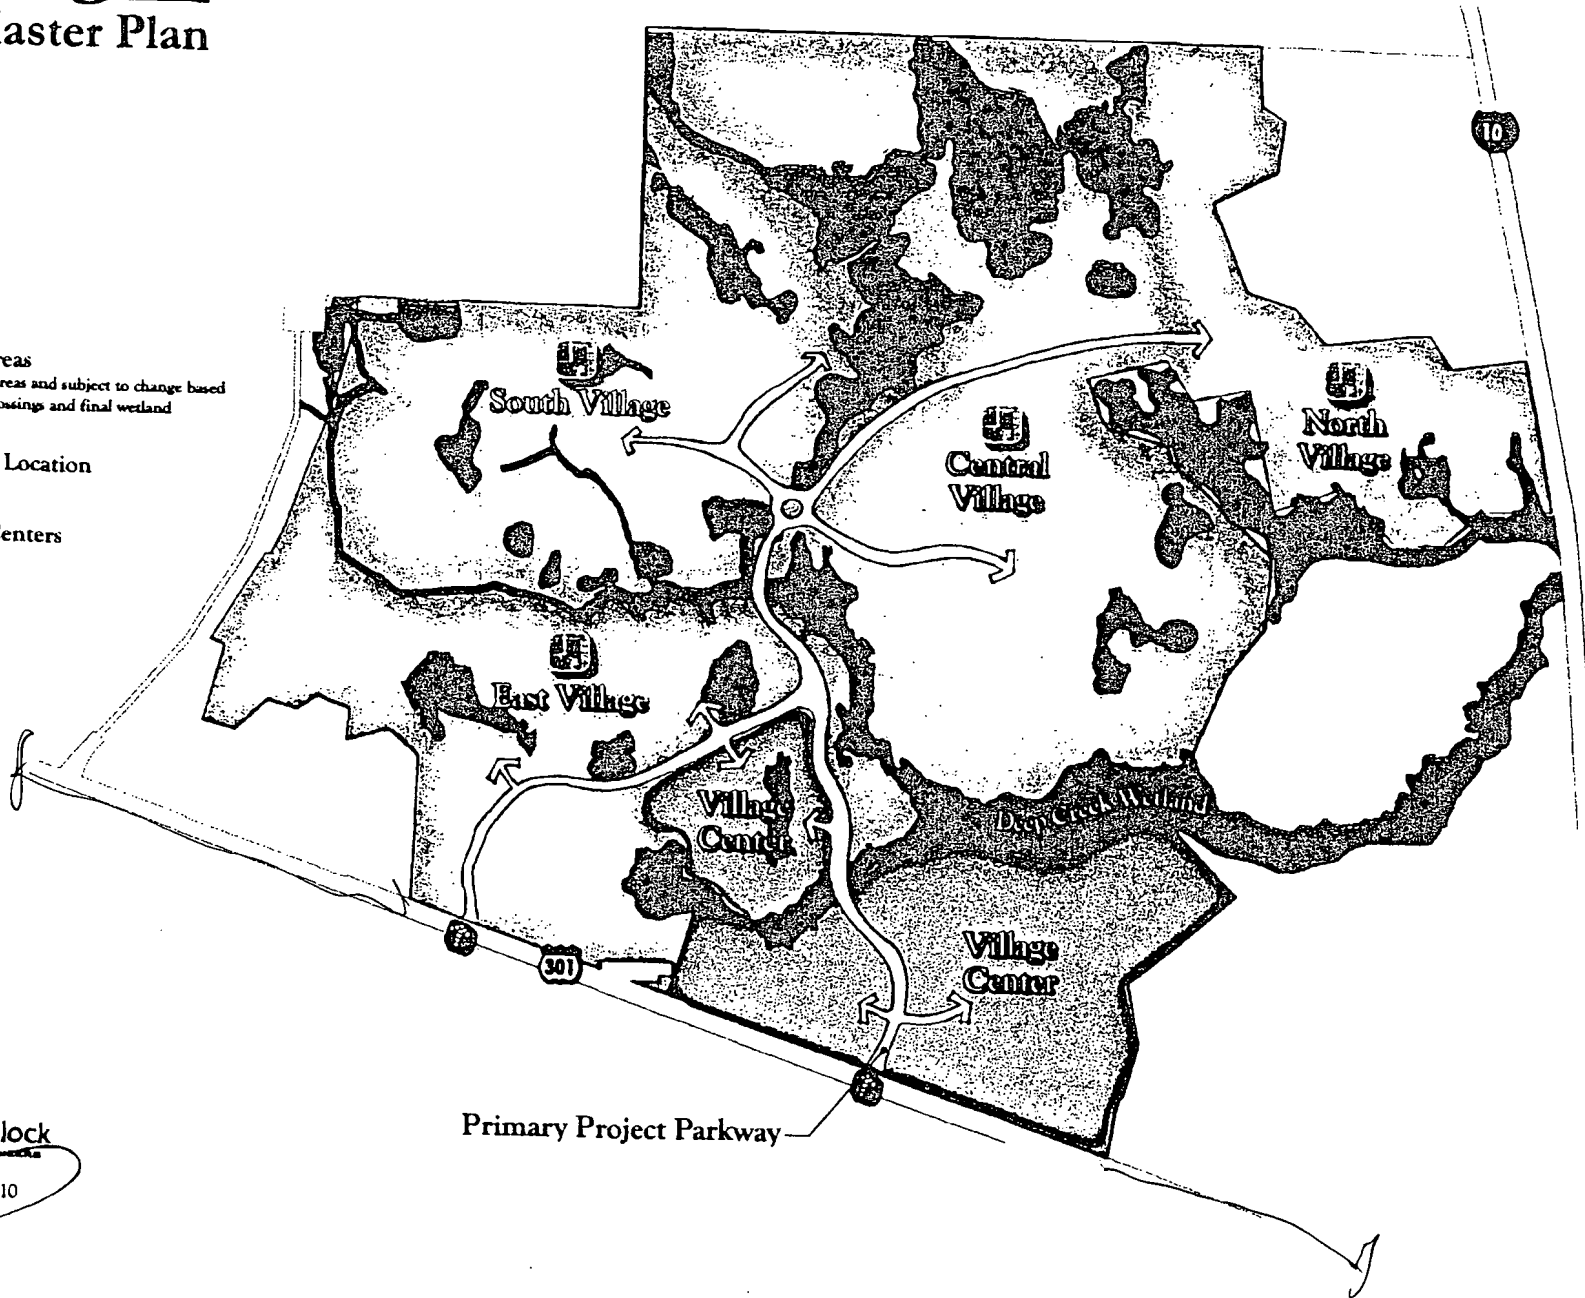 aster Plan
10
reas
reas and subject to change based
ossings and final wetland
Location
enters
South Village
Central
Village
North
Village
East Village
Village
Center
Deep Creek Wetland
Village
Center
301
Primary Project Parkway
lock
10